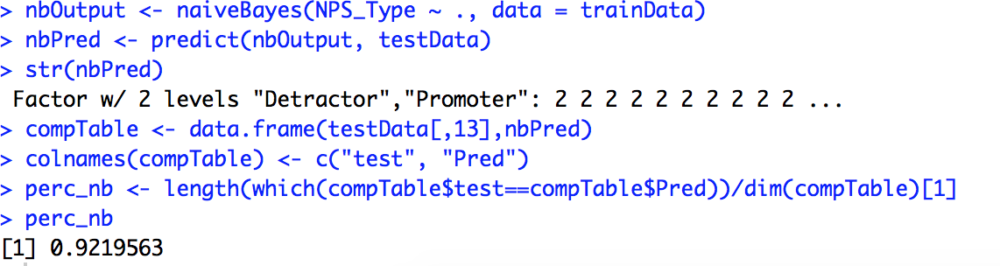 > nbOutput <- naiveBayes(NPS_Type ~ ., data = trainData)
> nbPred <- predict(nbOutput, testData)
> str(nbPred)
 Factor w/ 2 levels "Detractor","Promoter": 2 2 2 2 2 2 2 2 2 2 ...
> compTable <- data.frame(testData[,13],nbPred)
> colnames(compTable) <- c("test", "Pred")
> perc_nb <- length(which(compTable$test==compTable$Pred))/dim(compTable)[1]
> perc_nb
[1] 0.9219563